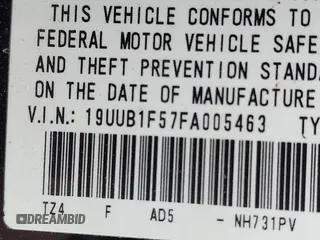 THIS VEHICLE CONFORMS TO
FEDERAL MOTOR VEHICLE SAFE
AND THEFT PREVENTION STANDA
ON THE DATE OF MANUFACTURE
V.I.N.: 19UUB1F57FA005463 TY
TZ4 F AD5 - NH731PV
DREAMBID